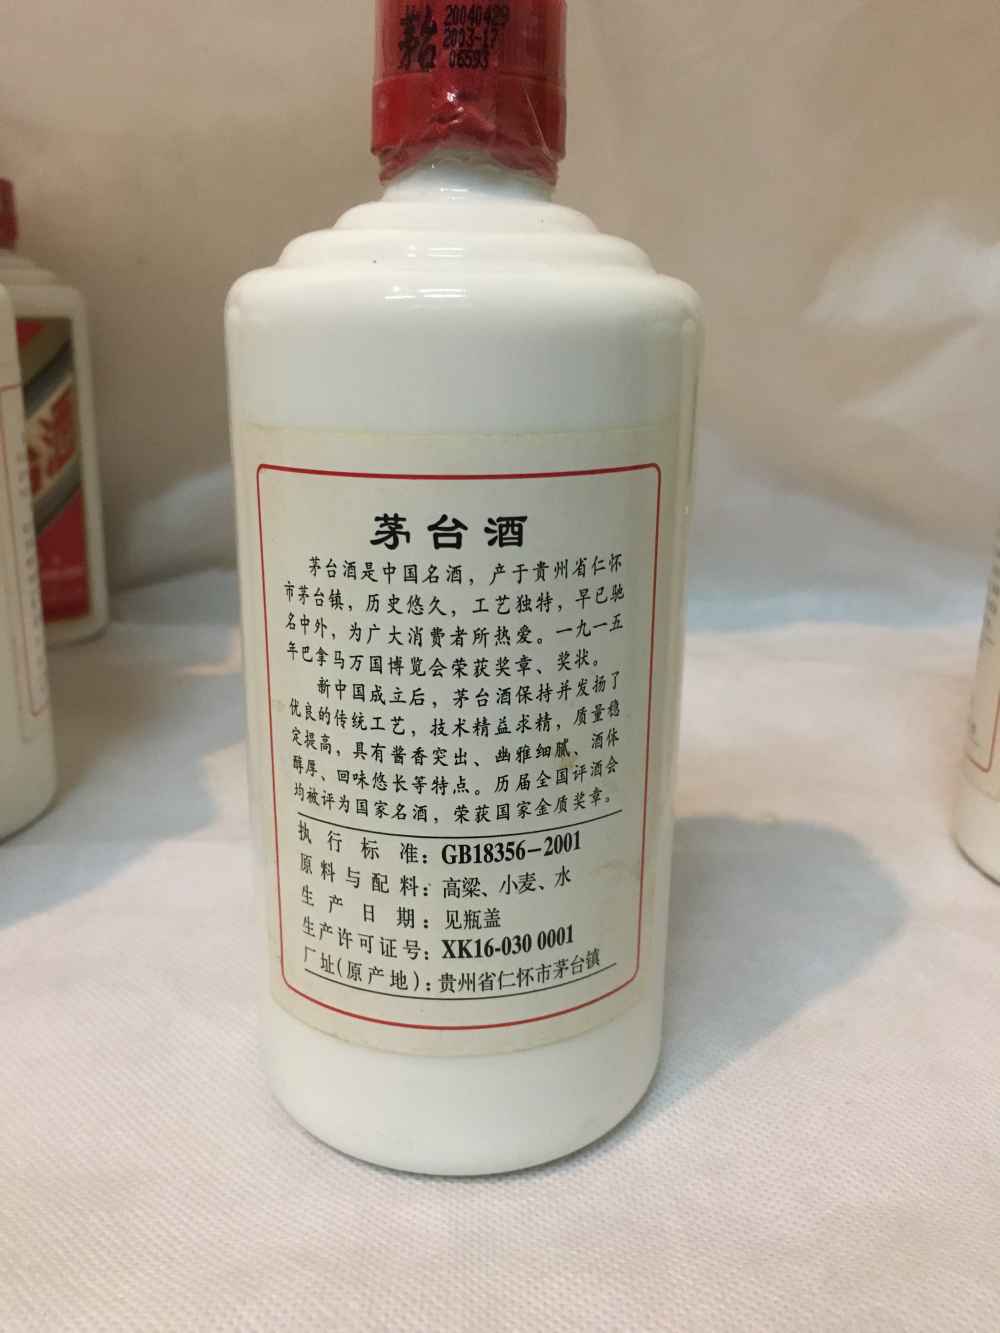 茅台
20040429
2003-17
06593
茅台酒
茅台酒是中国名酒，产于贵州省仁怀
市茅台镇，历史悠久，工艺独特，早已驰
名中外，为广大消费者所热爱。一九一五
年巴拿马万国博览会荣获奖章、奖状。
新中国成立后，茅台酒保持并发扬了
优良的传统工艺，技术精益求精，质量稳
定提高，具有酱香突出、幽雅细腻、酒体
醇厚、回味悠长等特点。历届全国评酒会
均被评为国家名酒，荣获国家金质奖章。
执行标准：GB18356-2001
原料与配料：高粱、小麦、水
生产日期：见瓶盖
生产许可证号：XK16-030 0001
厂址(原产地)：贵州省仁怀市茅台镇
台酒